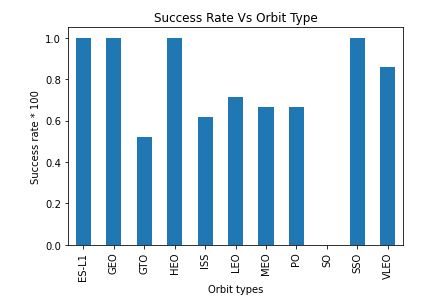 Success Rate Vs Orbit Type
Success rate * 100
1.0
0.8
0.6
0.4
0.2
0.0
ES-L1
GEO
GTO
HEO
ISS
LEO
MEO
PO
SO
SSO
VLEO
Orbit types